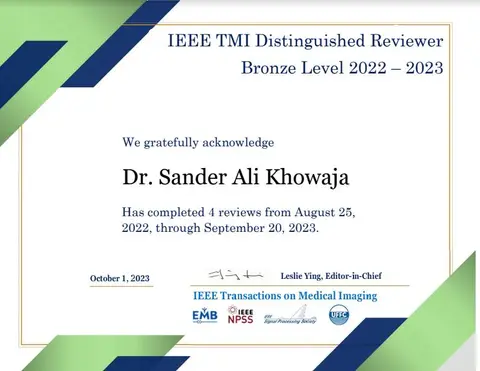 IEEE TMI Distinguished Reviewer
Bronze Level 2022 – 2023
We gratefully acknowledge
Dr. Sander Ali Khowaja
Has completed 4 reviews from August 25,
2022, through September 20, 2023.
October 1, 2023
Leslie Ying, Editor-in-Chief
IEEE Transactions on Medical Imaging
EMB
IEEE
NPSS
IEEE
Signal Processing Society